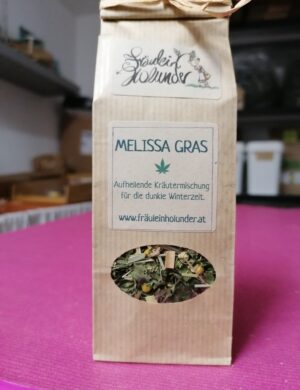 Fräulein
Holunder
MELISSA GRAS
Aufhellende Kräutermischung
für die dunkle Winterzeit.
www.fräuleinholunder.at